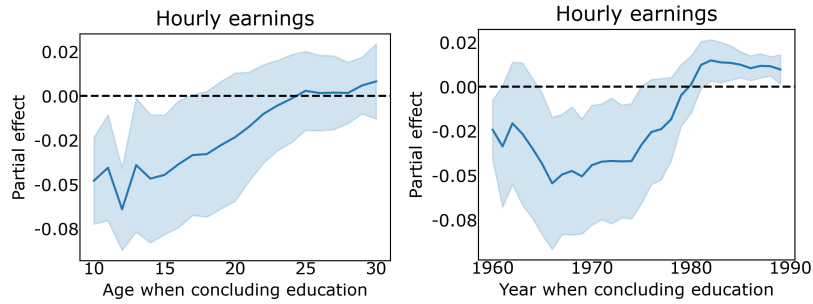 Hourly earnings
Partial effect
0.02
0.00
-0.02
-0.05
-0.08
10 15 20 25 30
Age when concluding education
Hourly earnings
Partial effect
0.02
0.00
-0.02
-0.05
-0.08
1960 1970 1980 1990
Year when concluding education